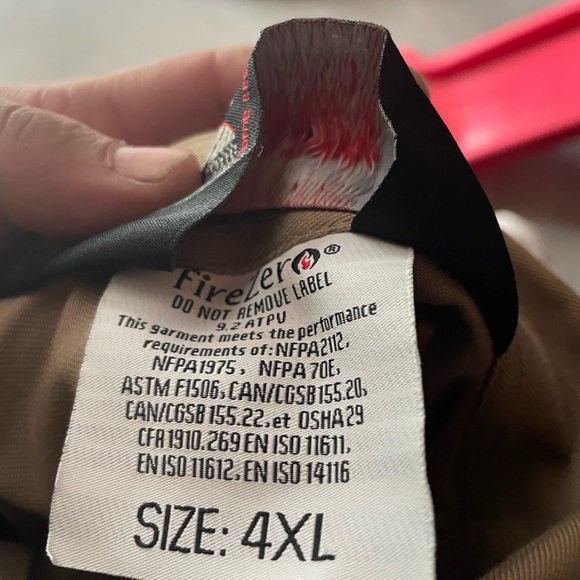 FireZero®
DO NOT REMOVE LABEL
9.2 ATPV
This garment meets the performance
requirements of:NFPA2112,
NFPA1975, NFPA 70E,
ASTM F1506, CAN/CGSB 155.20,
CAN/CGSB 155.22, et OSHA 29
CFR 1910.269 EN ISO 11611,
EN ISO 11612, EN ISO 14116
SIZE: 4XL